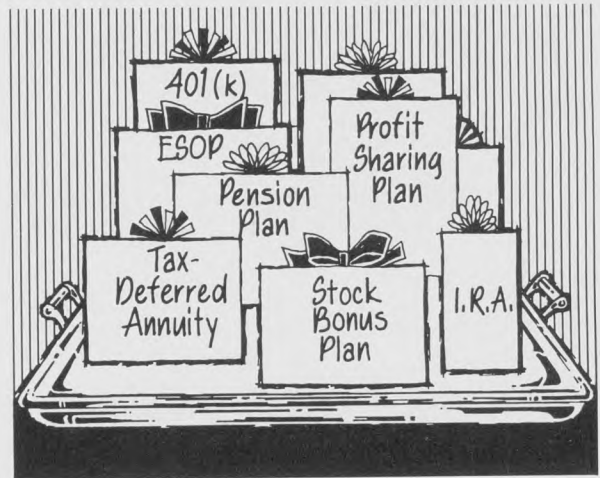 401(k)
ESOP
Profit
Sharing
Plan
Pension
Plan
Tax-
Deferred
Annuity
Stock
Bonus
Plan
I.R.A.